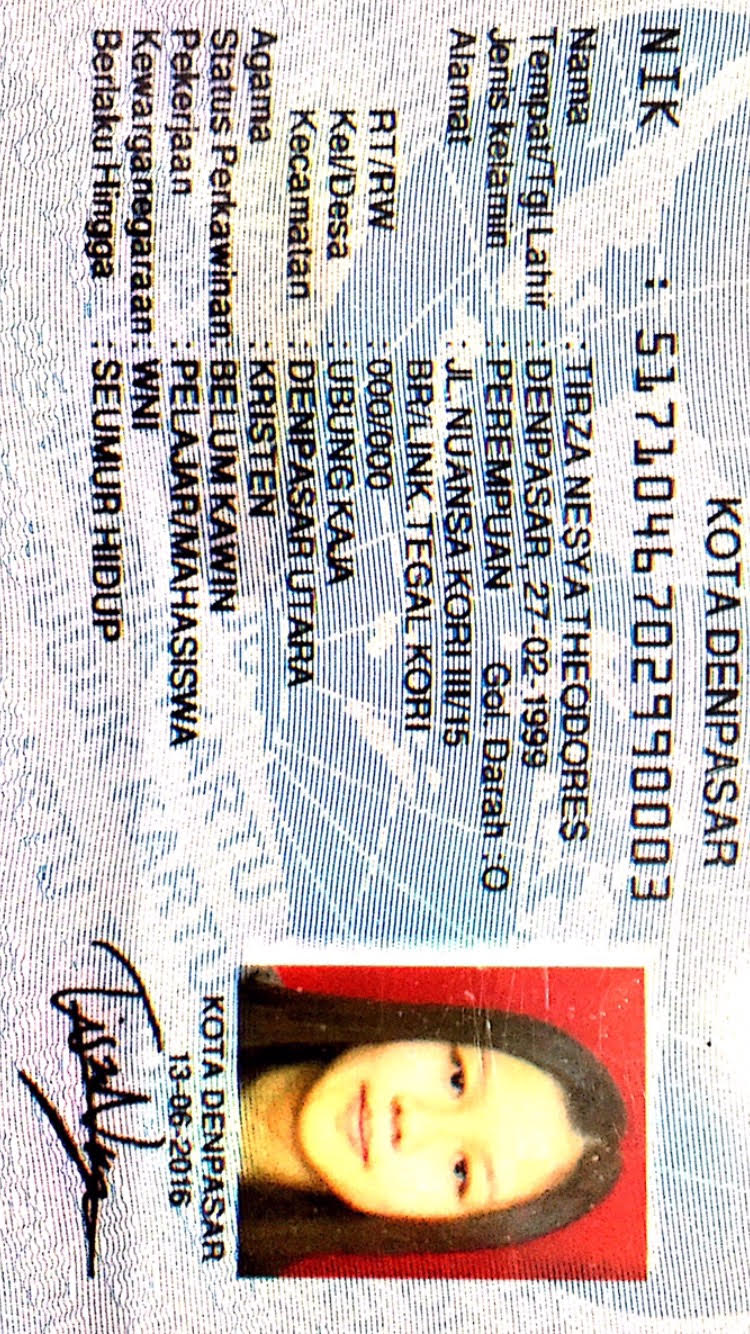 KOTA DENPASAR
NIK : 5171046702990003
Nama : TIRZA NESYA THEODORES
Tempat/Tgl Lahir : DENPASAR, 27-02-1999
Jenis kelamin : PEREMPUAN Gol. Darah : O
Alamat : JL.NUANSA KORI III/15
BR/LINK.TEGAL KORI
RT/RW : 000/000
Kel/Desa : UBUNG KAJA
Kecamatan : DENPASAR UTARA
Agama : KRISTEN
Status Perkawinan: BELUM KAWIN
Pekerjaan : PELAJAR/MAHASISWA
Kewarganegaraan: WNI
Berlaku Hingga : SEUMUR HIDUP
KOTA DENPASAR
13-06-2016